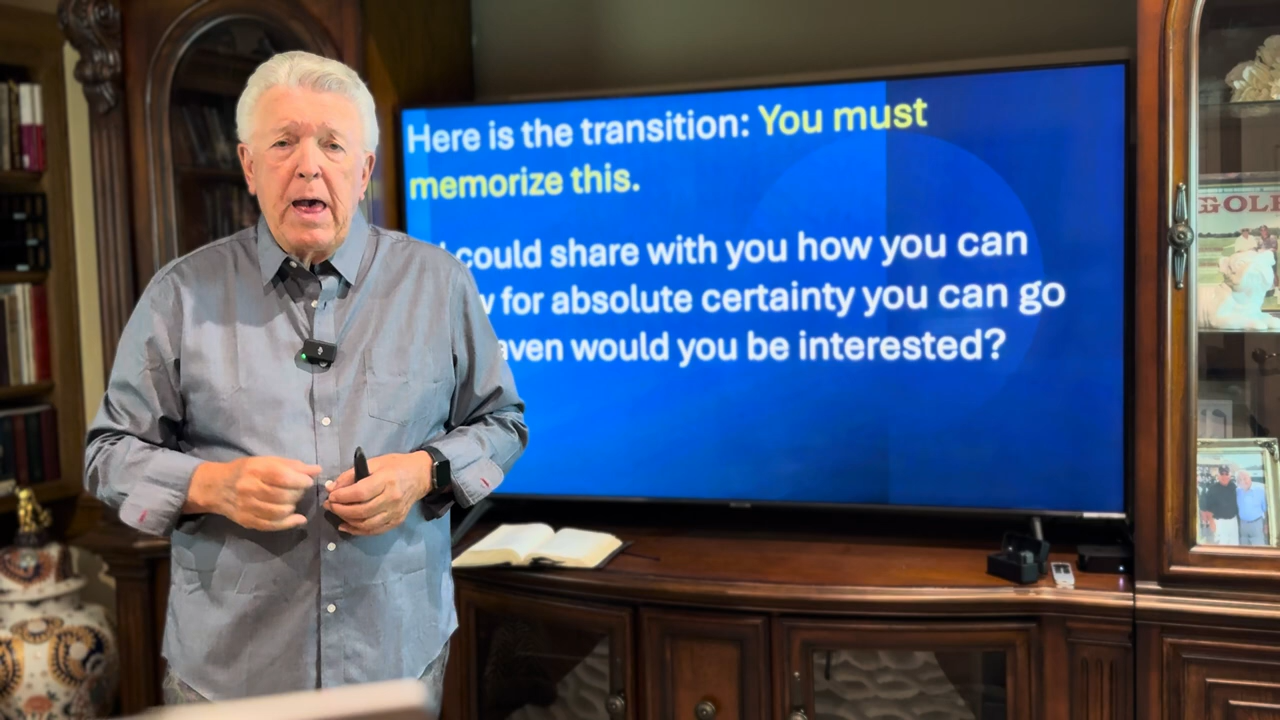 Here is the transition: You must
memorize this.
could share with you how you can
for absolute certainty you can go
would you be interested?
GOLF